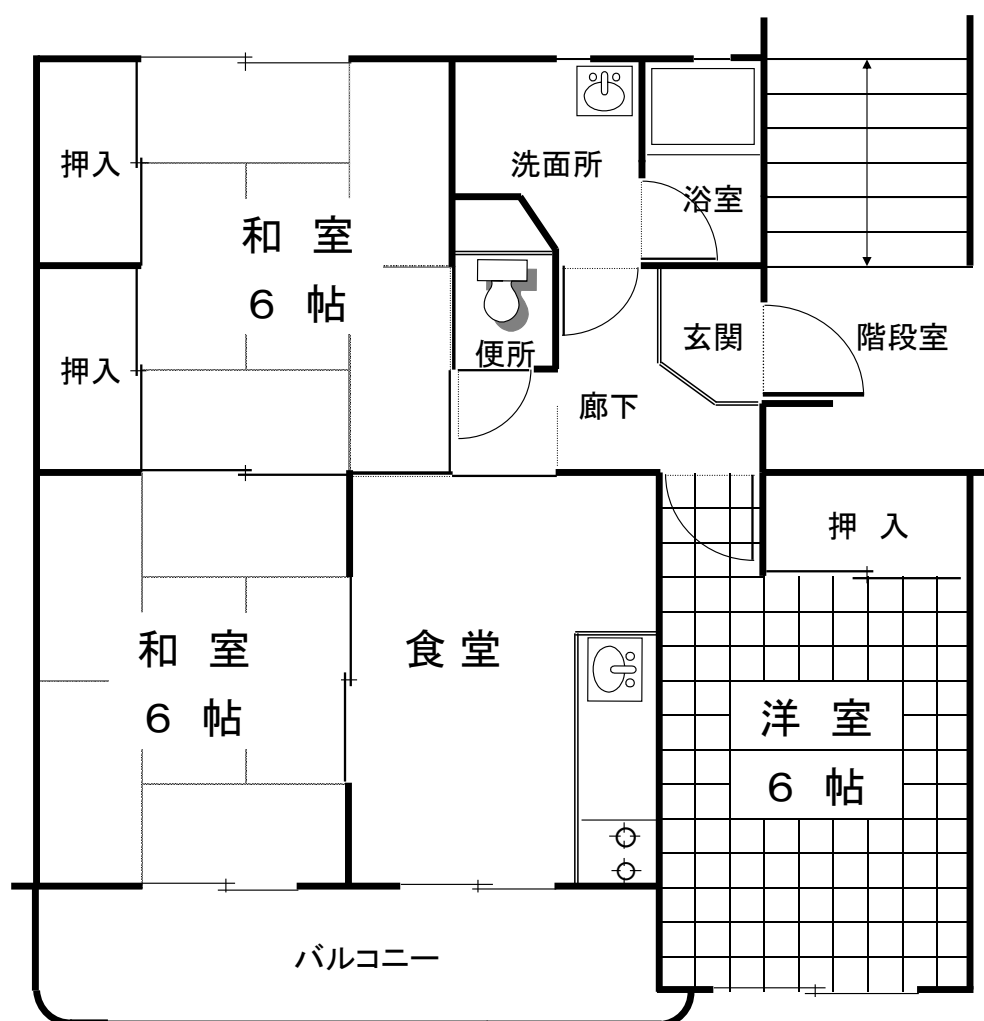 押入
洗面所
浴室
和 室
６ 帖
押入
便所
玄関
階段室
廊下
押 入
和 室
６ 帖
食 堂
洋 室
６ 帖
バルコニー